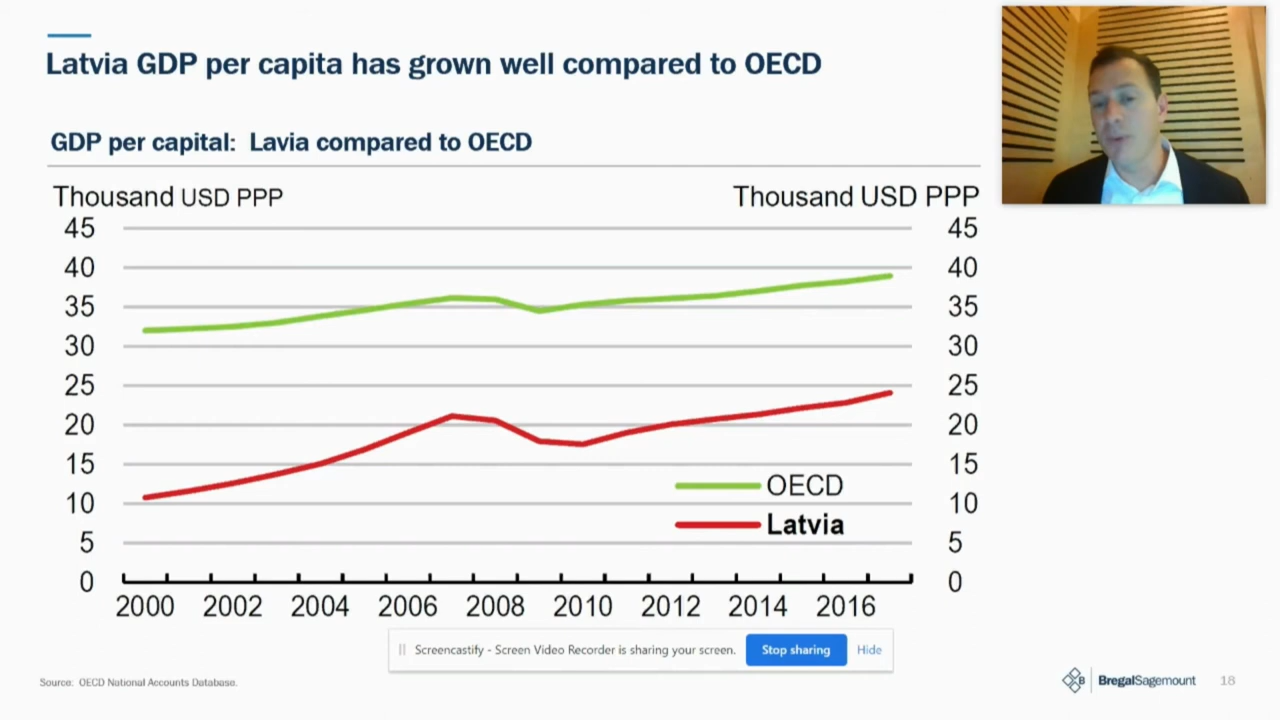 Latvia GDP per capita has grown well compared to OECD
GDP per capital: Lavia compared to OECD
Thousand USD PPP
Thousand USD PPP
45
45
40
40
35
35
30
30
25
25
20
20
15
15
10
10
5
5
0
0
OECD
Latvia
2000 2002 2004 2006 2008 2010 2012 2014 2016
Screencastify - Screen Video Recorder is sharing your screen.
Stop sharing
Hide
Source: OECD National Accounts Database.
B BregalSagemount
18